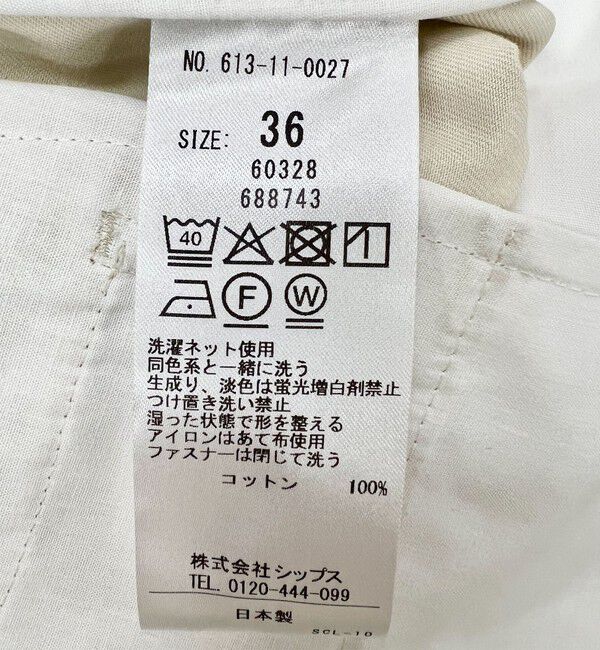 NO. 613-11-0027
SIZE: 36
60328
688743
40
F W
洗濯ネット使用
同色系と一緒に洗う
生成り、淡色は蛍光増白剤禁止
つけ置き洗い禁止
湿った状態で形を整える
アイロンはあて布使用
ファスナーは閉じて洗う
コットン 100%
株式会社シップス
TEL. 0120-444-099
日本製
SCL-10